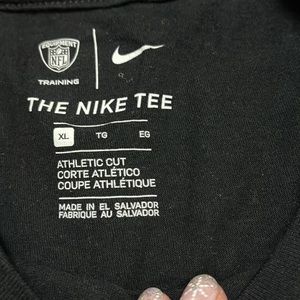 EQUIPMENT
NFL
TRAINING
THE NIKE TEE
XL TG EG
ATHLETIC CUT
CORTE ATLÉTICO
COUPE ATHLÉTIQUE
MADE IN EL SALVADOR
FABRIQUÉ AU SALVADOR